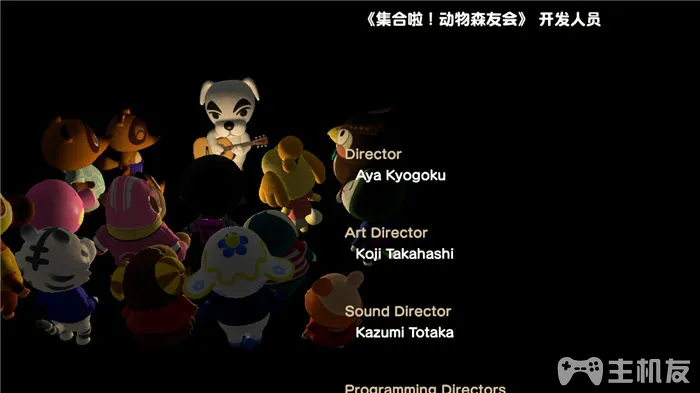 《集合啦！动物森友会》 开发人员
Director
Aya Kyogoku
Art Director
Koji Takahashi
Sound Director
Kazumi Totaka
Programming Directors
主机友